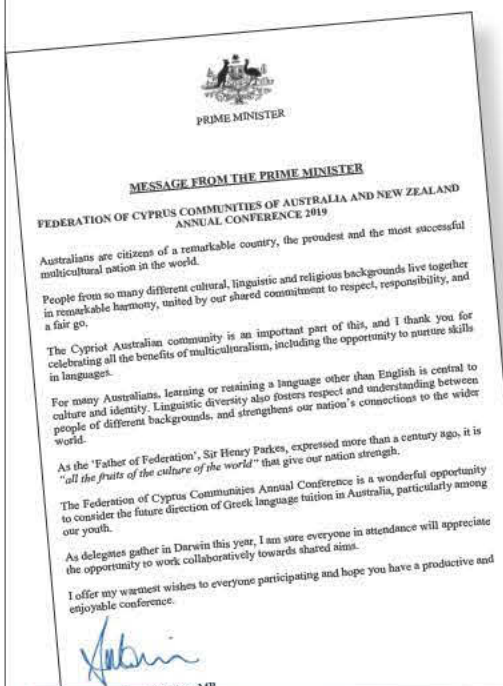 PRIME MINISTER
MESSAGE FROM THE PRIME MINISTER
FEDERATION OF CYPRUS COMMUNITIES OF AUSTRALIA AND NEW ZEALAND
ANNUAL CONFERENCE 2019
Australians are citizens of a remarkable country, the proudest and the most successful
multicultural nation in the world.
People from so many different cultural, linguistic and religious backgrounds live together
in remarkable harmony, united by our shared commitment to respect, responsibility, and
a fair go.
The Cypriot Australian community is an important part of this, and I thank you for
celebrating all the benefits of multiculturalism, including the opportunity to nurture skills
in languages.
For many Australians, learning or retaining a language other than English is central to
culture and identity. Linguistic diversity also fosters respect and understanding between
people of different backgrounds, and strengthens our nation's connections to the wider
world.
As the 'Father of Federation', Sir Henry Parkes, expressed more than a century ago, it is
"all the fruits of the culture of the world" that give our nation strength.
The Federation of Cyprus Communities Annual Conference is a wonderful opportunity
to consider the future direction of Greek language tuition in Australia, particularly among
our youth.
As delegates gather in Darwin this year, I am sure everyone in attendance will appreciate
the opportunity to work collaboratively towards shared aims.
I offer my warmest wishes to everyone participating and hope you have a productive and
enjoyable conference.